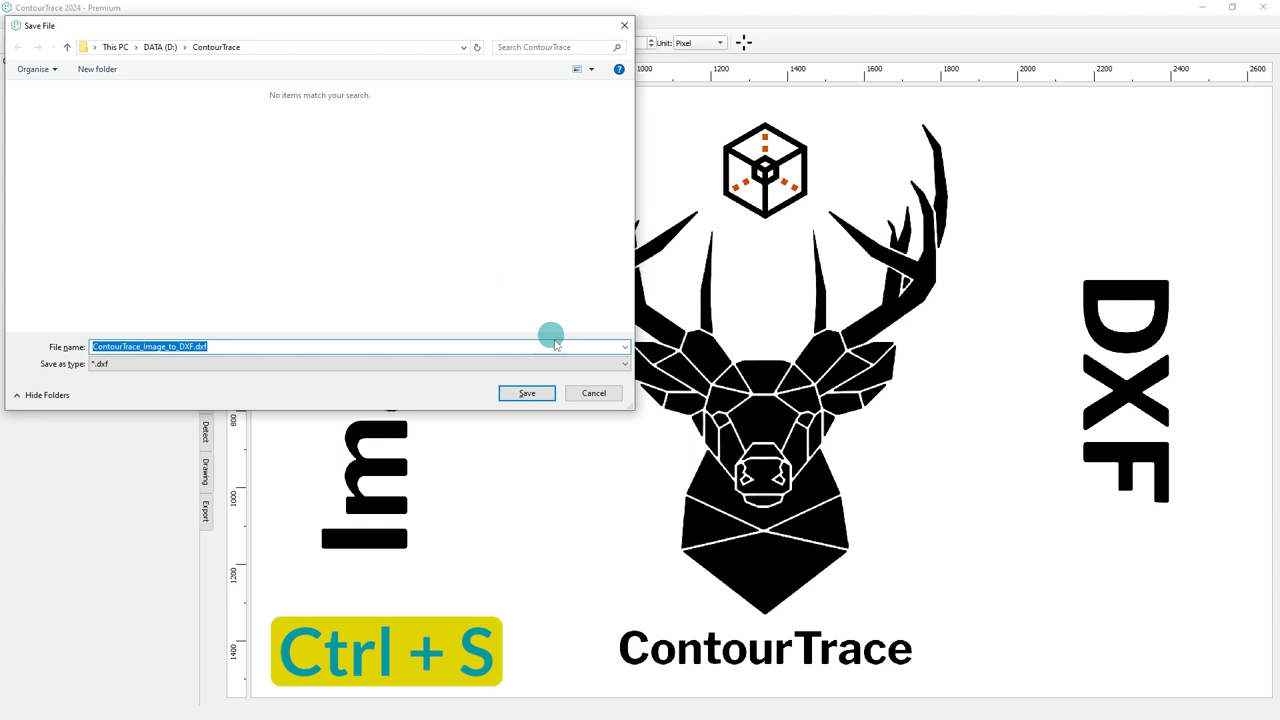 ContourTrace 2024 - Premium
Save File
This PC
DATA (D:)
ContourTrace
Search ContourTrace
Unit:
Pixel
Organise
New folder
1000
1200
1400
1600
1800
2000
2200
2400
2600
No items match your search.
File name:
ContourTrace_Image_to_DXF.dxf
Save as type:
*.dxf
Hide Folders
Save
Cancel
800
1000
1200
1400
Detect
Drawing
Export
Im
DXF
Ctrl + S
ContourTrace